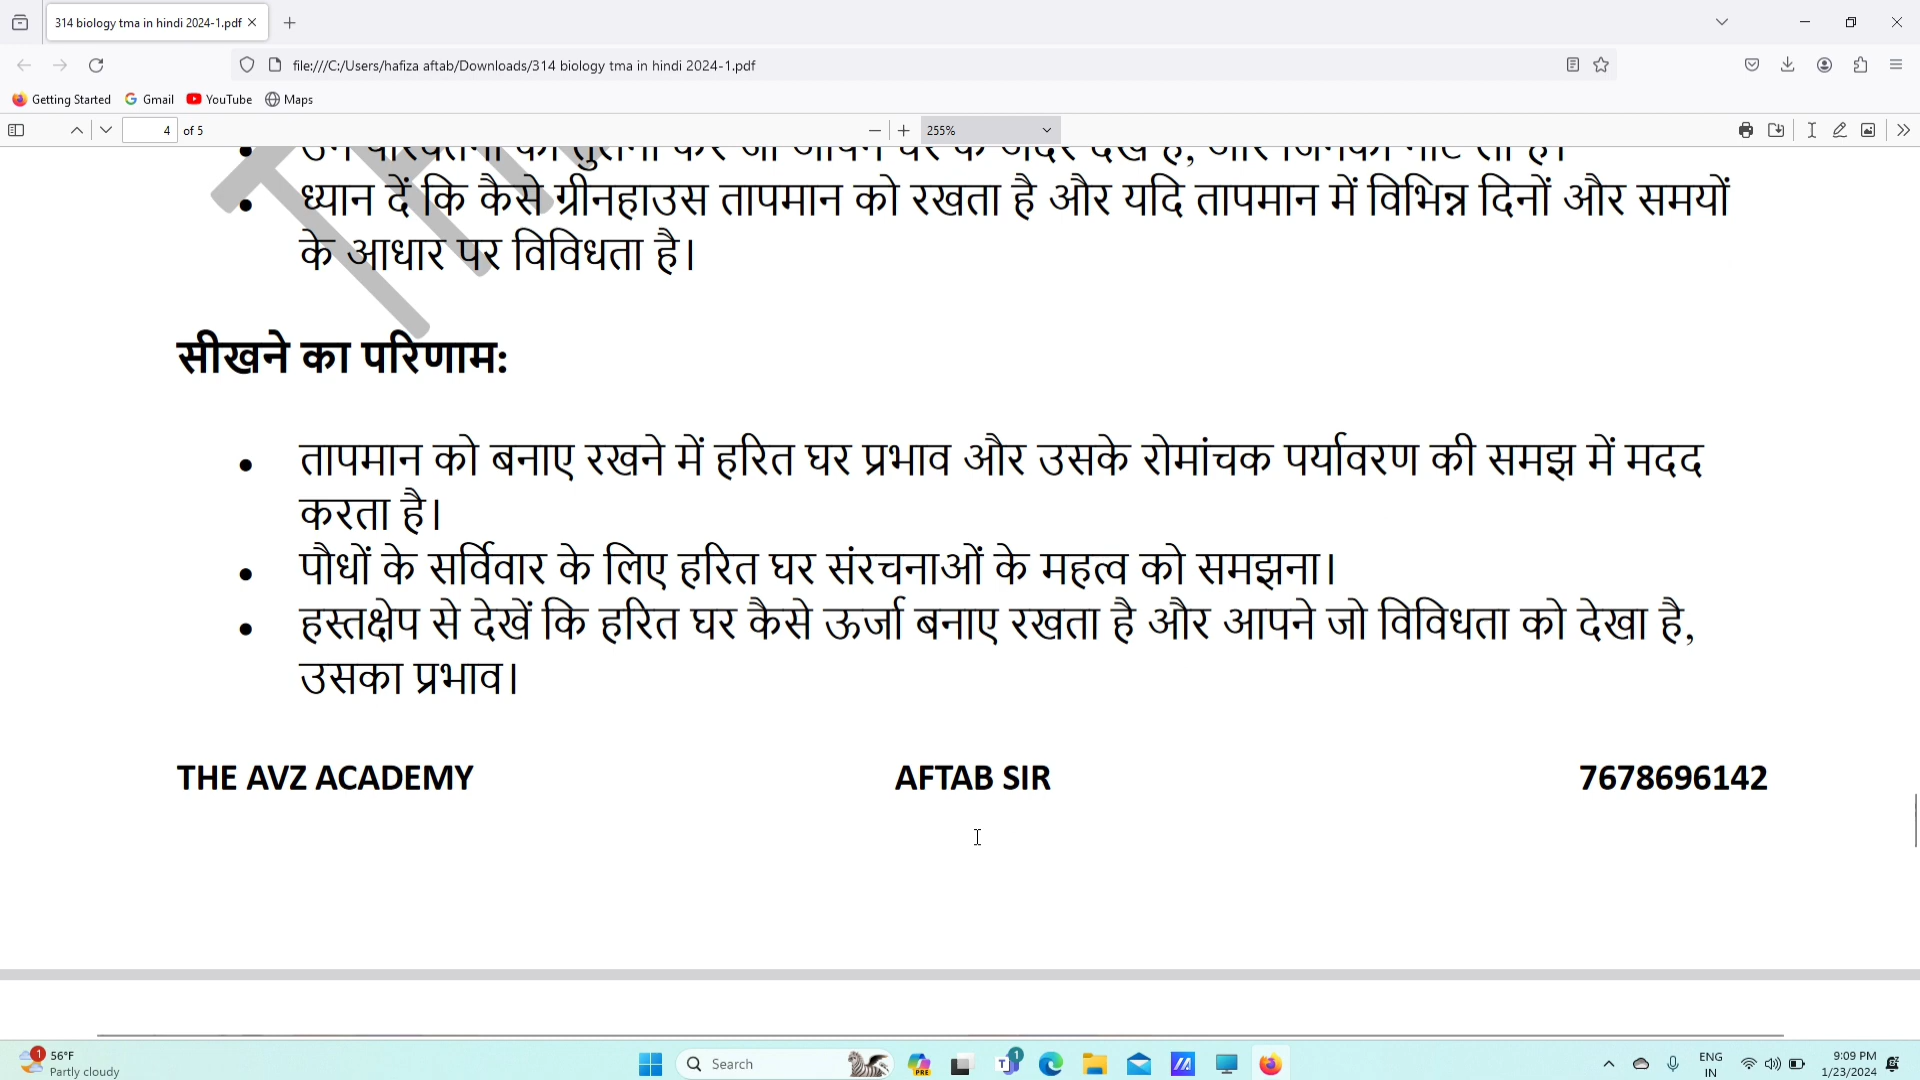 314 biology tma in hindi 2024-1.pdf
file:///C:/Users/hafiza aftab/Downloads/314 biology tma in hindi 2024-1.pdf
Getting Started Gmail YouTube Maps
4 of 5 255%
ध्यान दें कि कैसे ग्रीनहाउस तापमान को रखता है और यदि तापमान में विभिन्न दिनों और समयों
के आधार पर विविधता है।
सीखने का परिणाम:
• तापमान को बनाए रखने में हरित घर प्रभाव और उसके रोमांचक पर्यावरण की समझ में मदद
करता है।
• पौधों के सर्विवार के लिए हरित घर संरचनाओं के महत्व को समझना।
• हस्तक्षेप से देखें कि हरित घर कैसे ऊर्जा बनाए रखता है और आपने जो विविधता को देखा है,
उसका प्रभाव।
THE AVZ ACADEMY AFTAB SIR 7678696142
1 56°F
Partly cloudy
Search
PRE
1
ENG
IN
9:09 PM
1/23/2024